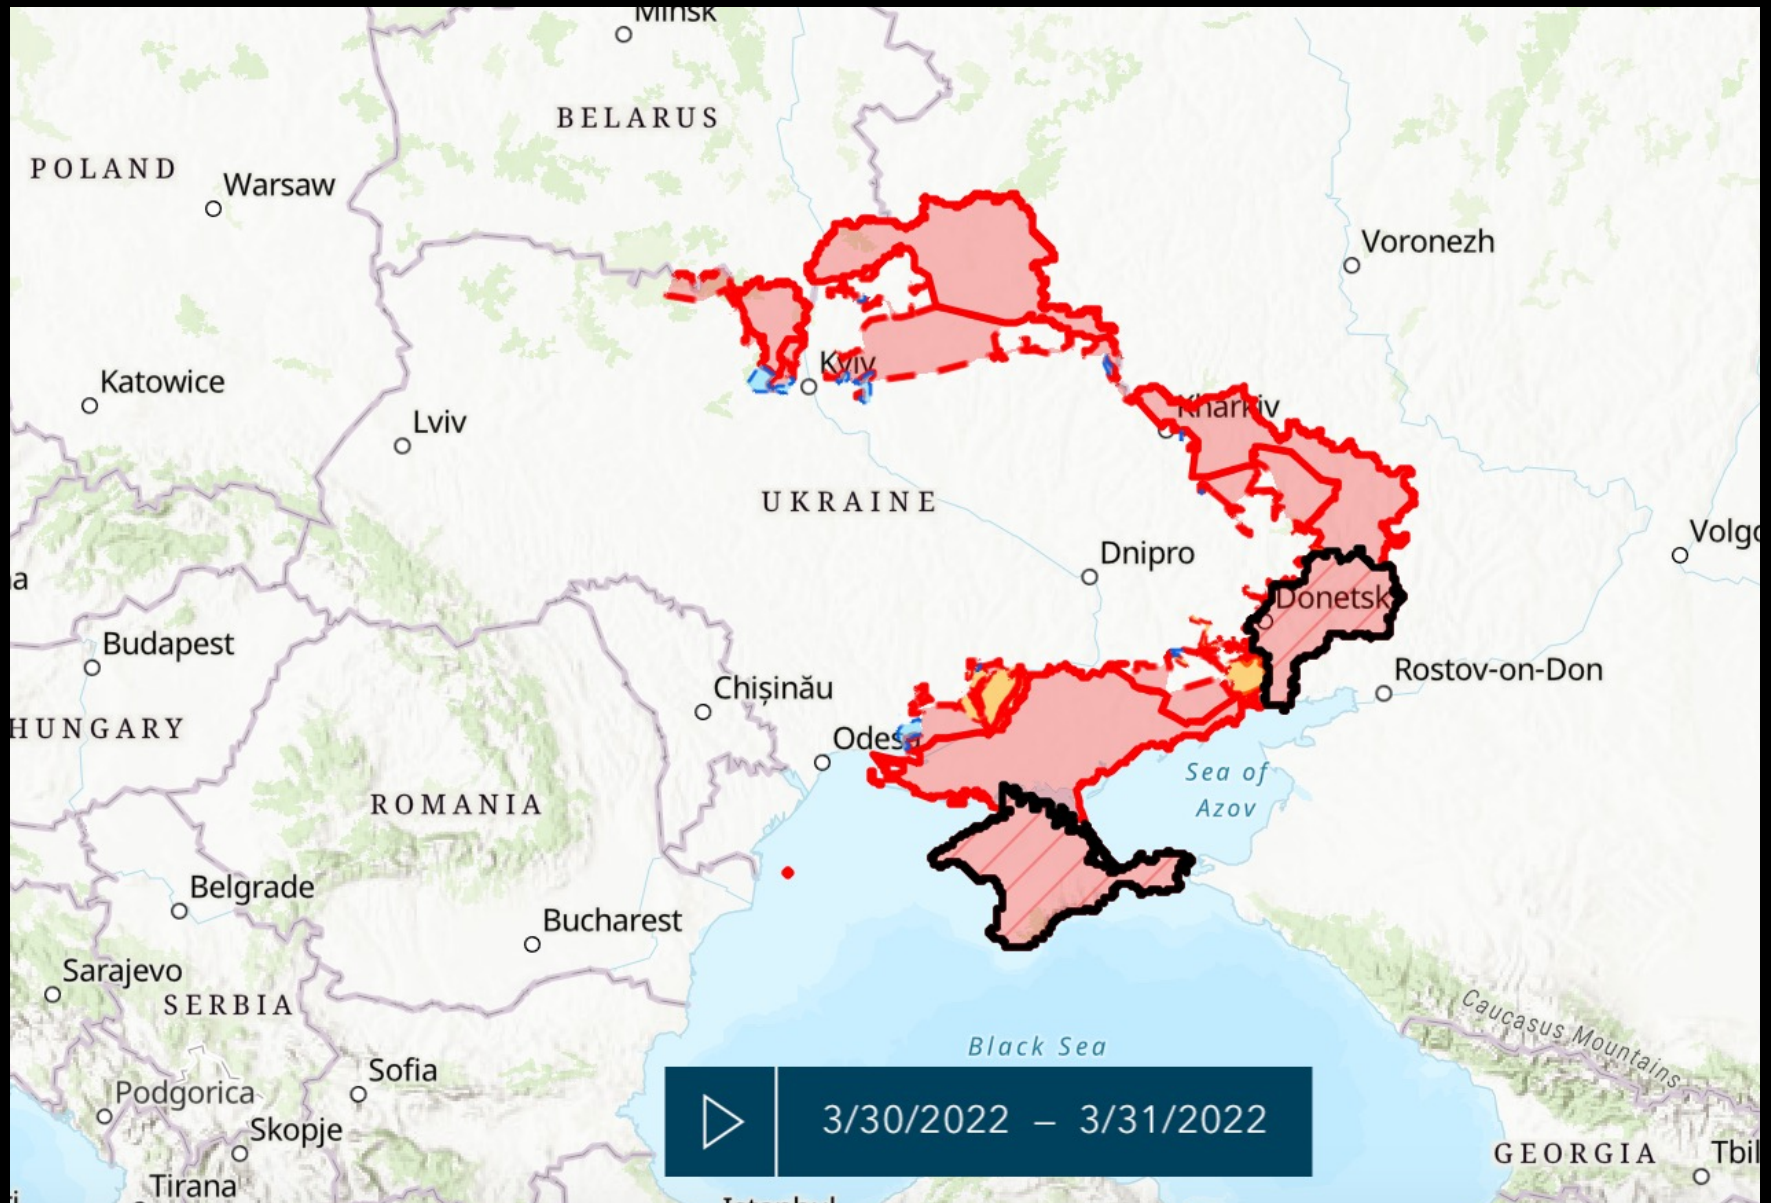 Minsk
BELARUS
POLAND
Warsaw
Voronezh
Kyiv
Katowice
Kharkiv
Lviv
UKRAINE
Volgo
Dnipro
Donetsk
Budapest
Rostov-on-Don
Chișinău
HUNGARY
Odesa
Sea of
Azov
ROMANIA
Belgrade
Bucharest
Sarajevo
SERBIA
Caucasus Mountains
Black Sea
Sofia
Podgorica
3/30/2022 – 3/31/2022
Skopje
GEORGIA
Tbil
Tirana